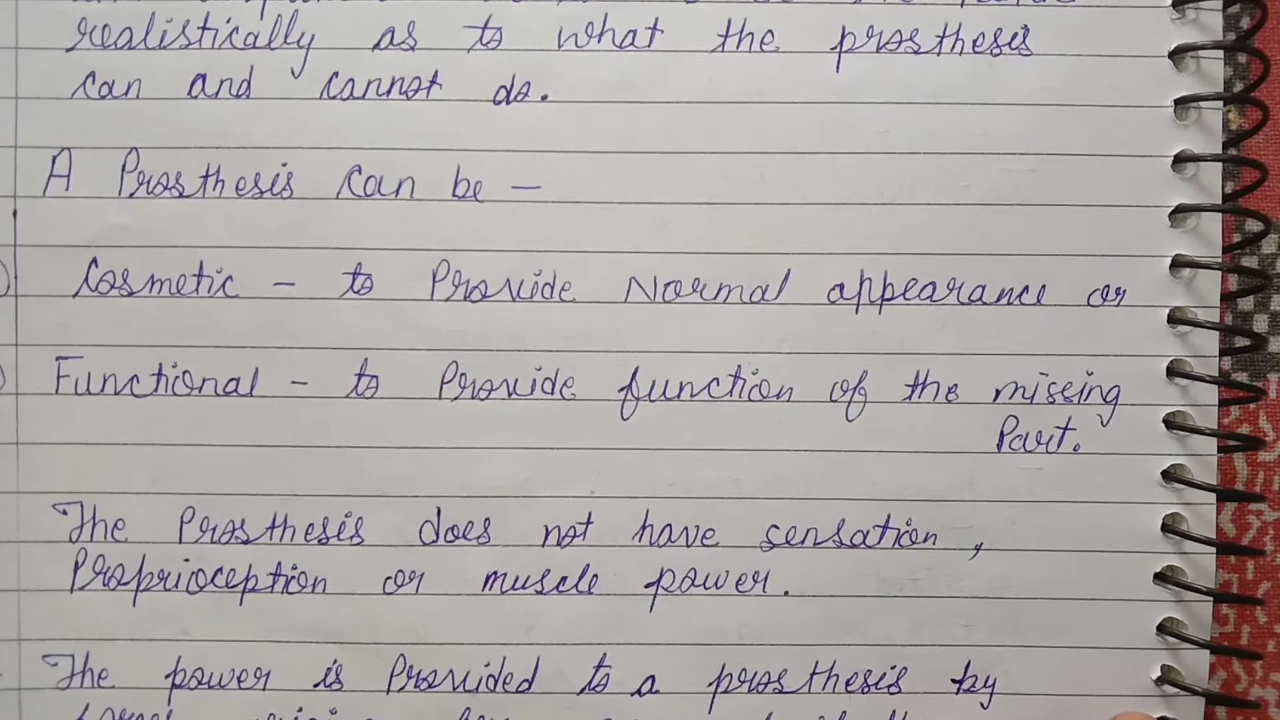 realistically as to what the prosthesis
can and cannot do.
A Prosthesis can be -
Cosmetic - to Provide Normal appearance or
Functional - to Provide function of the missing
Part.
The Prosthesis does not have sensation,
Proprioception or muscle power.
The power is Provided to a prosthesis by